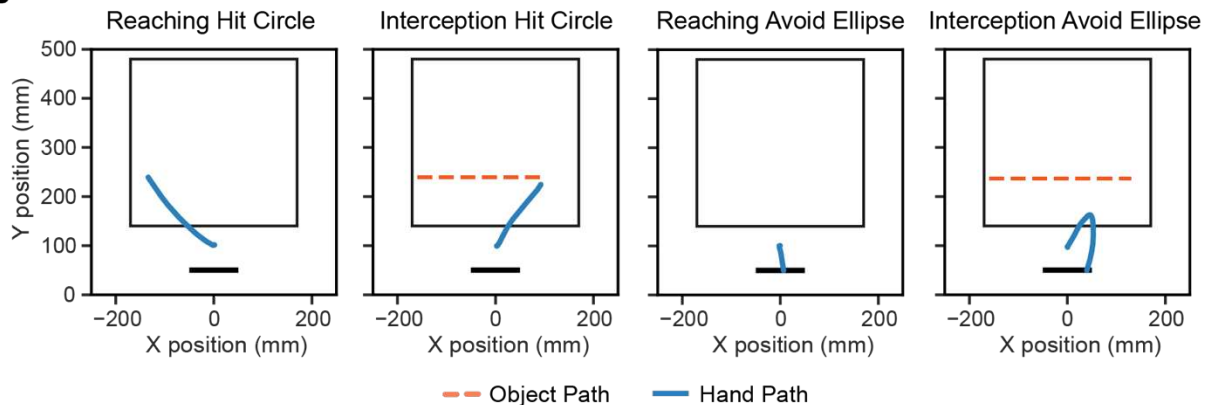 Reaching Hit Circle
Interception Hit Circle
Reaching Avoid Ellipse
Interception Avoid Ellipse
Y position (mm)
500
400
300
200
100
0
−200 0 200
−200 0 200
−200 0 200
−200 0 200
X position (mm)
X position (mm)
X position (mm)
X position (mm)
Object Path
Hand Path